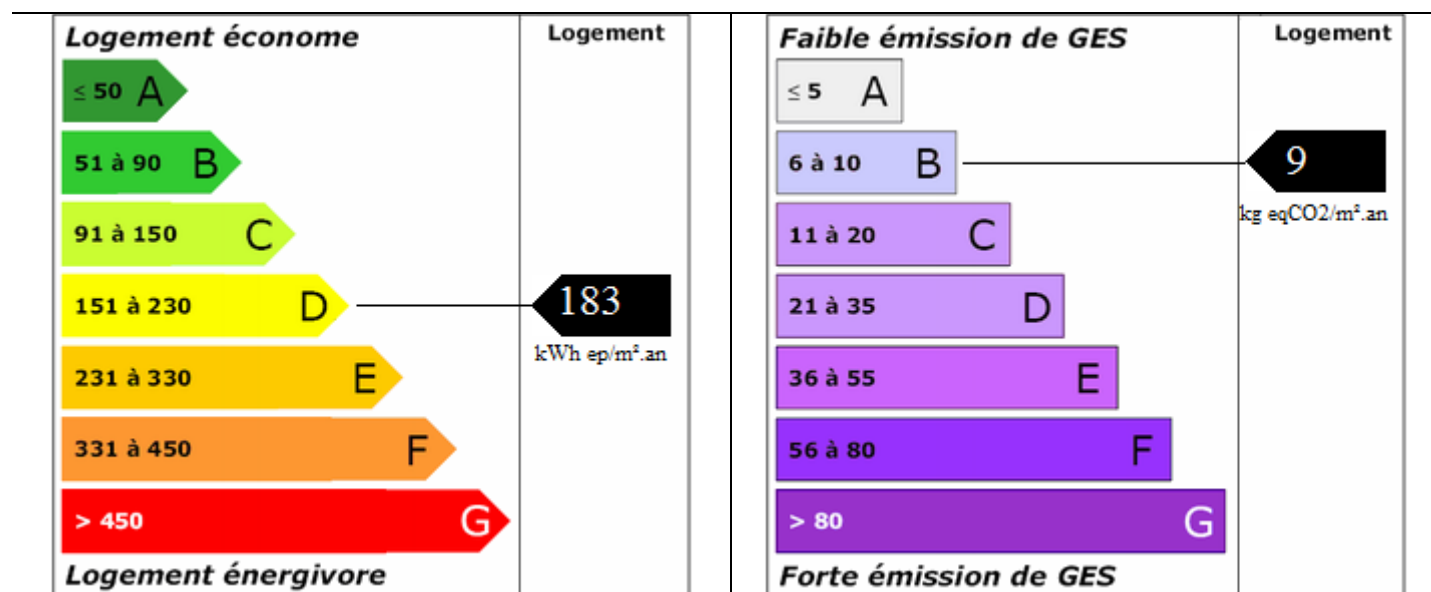 Logement économe
Logement
≤ 50 A
51 à 90 B
91 à 150 C
151 à 230 D
183
kWh ep/m².an
231 à 330 E
331 à 450 F
> 450 G
Logement énergivore
Faible émission de GES
Logement
≤ 5 A
6 à 10 B
9
kg eqCO2/m².an
11 à 20 C
21 à 35 D
36 à 55 E
56 à 80 F
> 80 G
Forte émission de GES